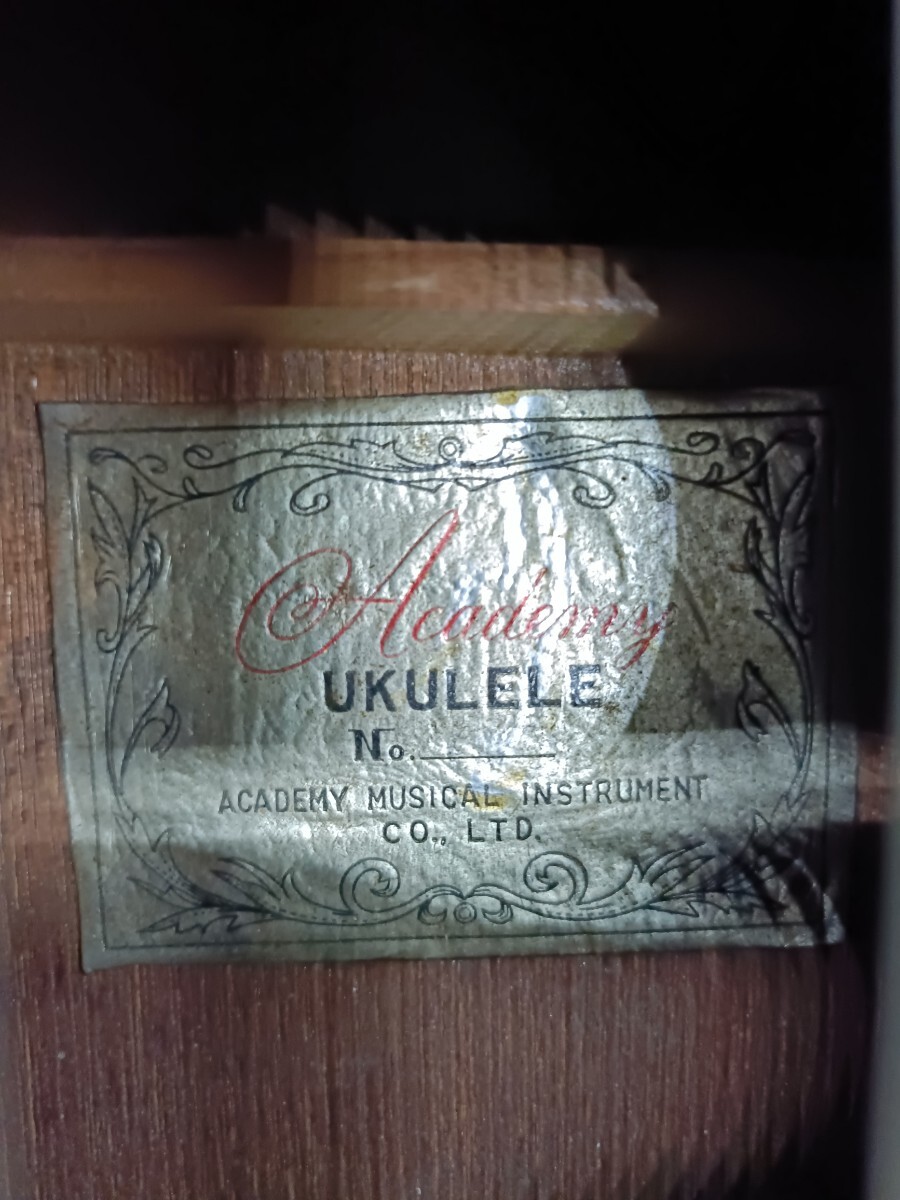 Academy
UKULELE
No.
ACADEMY MUSICAL INSTRUMENT
CO., LTD.